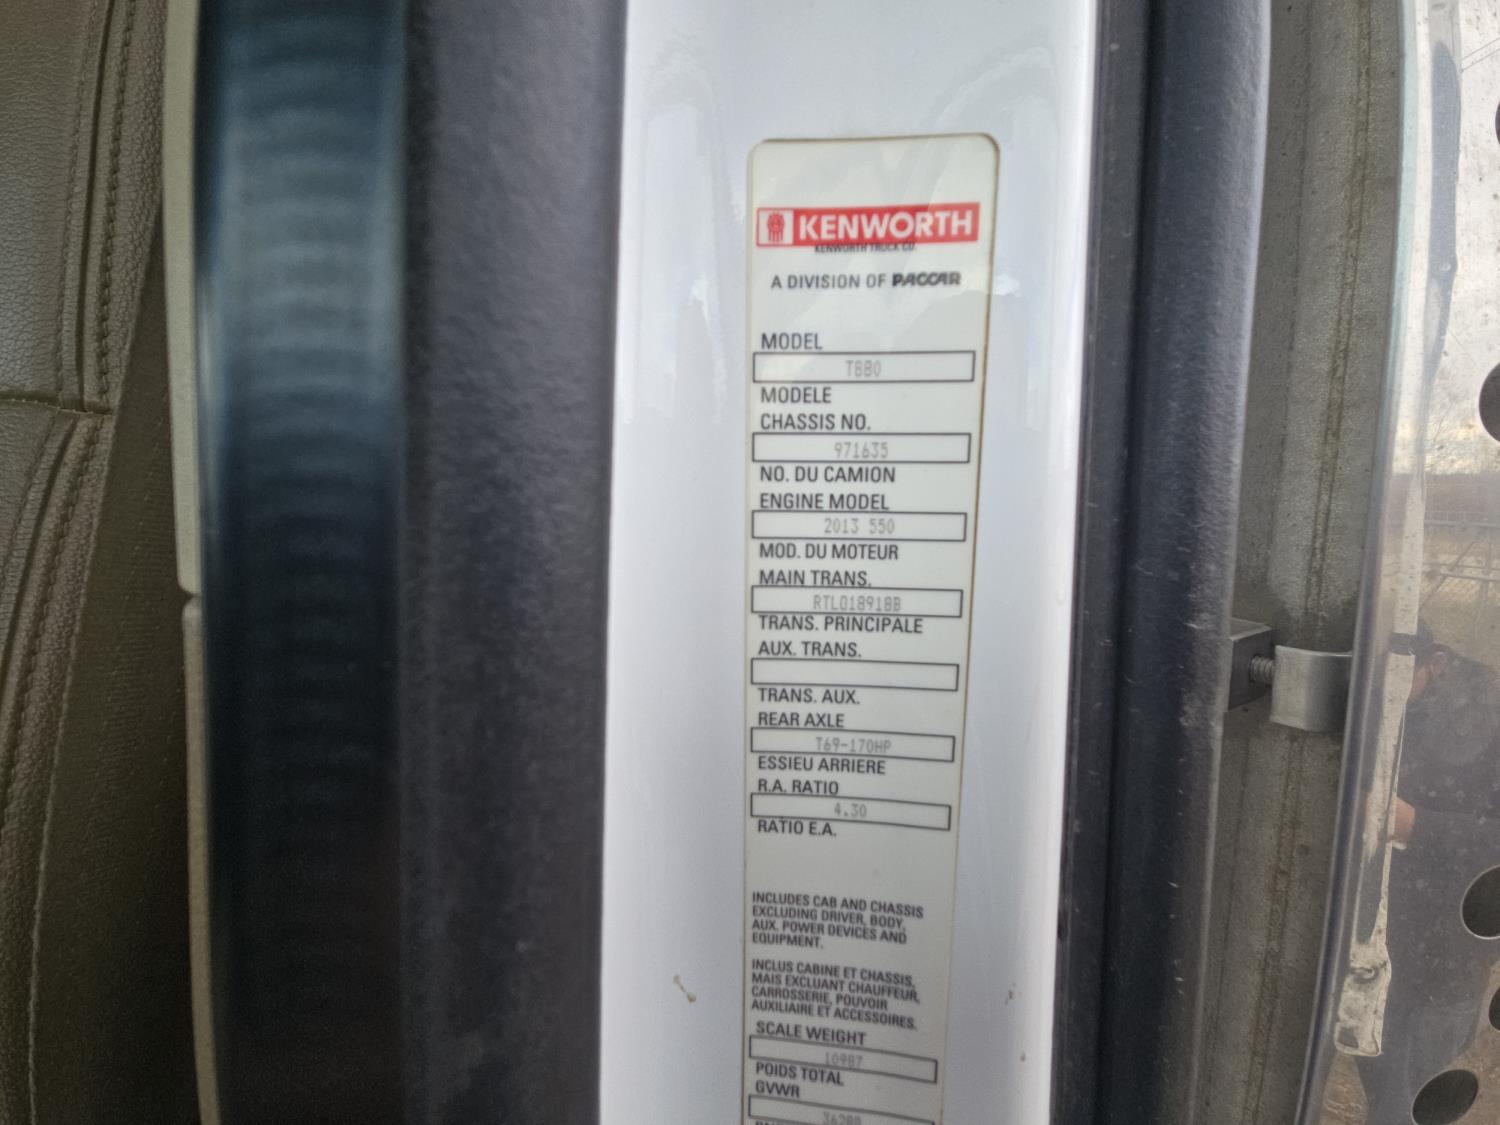 KENWORTH
KENWORTH TRUCK CO.
A DIVISION OF PACCAR
MODEL
T880
MODELE
CHASSIS NO.
971635
NO. DU CAMION
ENGINE MODEL
2013 550
MOD. DU MOTEUR
MAIN TRANS.
RTLO18918B
TRANS. PRINCIPALE
AUX. TRANS.
TRANS. AUX.
REAR AXLE
T69-170HP
ESSIEU ARRIERE
R.A. RATIO
4.30
RATIO E.A.
INCLUDES CAB AND CHASSIS
EXCLUDING DRIVER, BODY,
AUX. POWER DEVICES AND
EQUIPMENT.
INCLUS CABINE ET CHASSIS,
MAIS EXCLUANT CHAUFFEUR,
CARROSSERIE, POUVOIR
AUXILIAIRE ET ACCESSOIRES.
SCALE WEIGHT
10987
POIDS TOTAL
GVWR